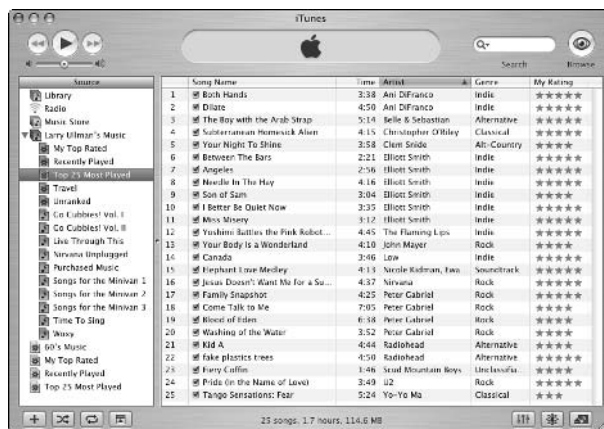 iTunes
Search Browse
Source
Library
Radio
Music Store
Larry Ullman's Music
My Top Rated
Recently Played
Top 25 Most Played
Travel
Unranked
Go Cubbies! Vol. I
Go Cubbies! Vol. II
Live Through This
Nirvana Unplugged
Purchased Music
Songs for the Minivan 1
Songs for the Minivan 2
Songs for the Minivan 3
Time To Sing
Woxy
60's Music
My Top Rated
Recently Played
Top 25 Most Played
Song Name Time Artist Genre My Rating
1 Both Hands 3:38 Ani DiFranco Indie
2 Dilate 4:50 Ani DiFranco Indie
3 The Boy with the Arab Strap 5:14 Belle & Sebastian Alternative
4 Subterranean Homesick Alien 4:15 Christopher O'Riley Classical
5 Your Night To Shine 3:58 Clem Snide Alt-Country
6 Between The Bars 2:21 Elliott Smith Indie
7 Angeles 2:56 Elliott Smith Indie
8 Needle In The Hay 4:16 Elliott Smith Indie
9 Son of Sam 3:04 Elliott Smith Indie
10 I Better Be Quiet Now 3:35 Elliott Smith Indie
11 Miss Misery 3:12 Elliott Smith Indie
12 Yoshimi Battles the Pink Robot... 4:45 The Flaming Lips Indie
13 Your Body Is a Wonderland 4:10 John Mayer Rock
14 Canada 3:46 Low Indie
15 Elephant Love Medley 4:13 Nicole Kidman, Ewa... Soundtrack
16 Jesus Doesn't Want Me for a Su... 4:37 Nirvana Rock
17 Family Snapshot 4:25 Peter Gabriel Rock
18 Come Talk to Me 7:05 Peter Gabriel Rock
19 Blood of Eden 6:38 Peter Gabriel Rock
20 Washing of the Water 3:52 Peter Gabriel Rock
21 Kid A 4:44 Radiohead Alternative
22 fake plastics trees 4:50 Radiohead Alternative
23 Fiery Coffin 1:46 Scud Mountain Boys Unclassifia...
24 Pride (in the Name of Love) 3:49 U2 Rock
25 Tango Sensations: Fear 5:24 Yo-Yo Ma Classical
25 songs, 1.7 hours, 114.6 MB